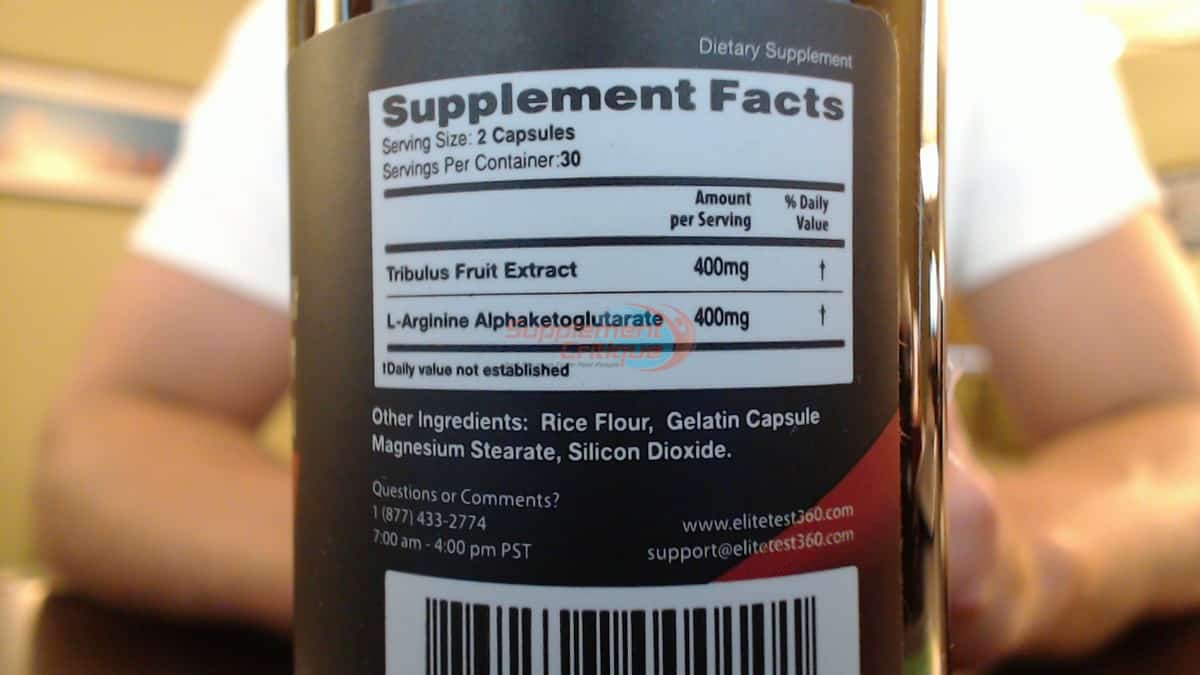 Dietary Supplement
Supplement Facts
Serving Size: 2 Capsules
Servings Per Container:30
Amount per Serving
% Daily Value
Tribulus Fruit Extract 400mg †
L-Arginine Alphaketoglutarate 400mg †
Supplement
Critique
†Daily value not established
Other Ingredients: Rice Flour, Gelatin Capsule
Magnesium Stearate, Silicon Dioxide.
Questions or Comments?
1 (877) 433-2774
7:00 am - 4:00 pm PST
www.elitetest360.com
support@elitetest360.com